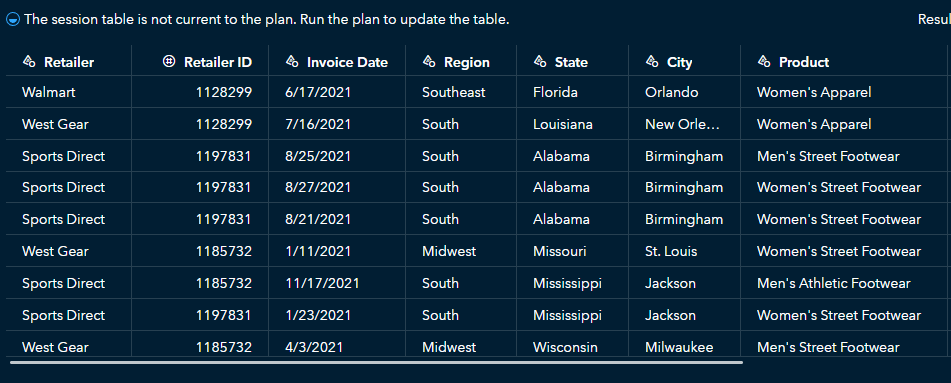 The session table is not current to the plan. Run the plan to update the table. Resul
Retailer Retailer ID Invoice Date Region State City Product
Walmart 1128299 6/17/2021 Southeast Florida Orlando Women's Apparel
West Gear 1128299 7/16/2021 South Louisiana New Orle... Women's Apparel
Sports Direct 1197831 8/25/2021 South Alabama Birmingham Men's Street Footwear
Sports Direct 1197831 8/27/2021 South Alabama Birmingham Women's Street Footwear
Sports Direct 1197831 8/21/2021 South Alabama Birmingham Women's Street Footwear
West Gear 1185732 1/11/2021 Midwest Missouri St. Louis Women's Street Footwear
Sports Direct 1185732 11/17/2021 South Mississippi Jackson Men's Athletic Footwear
Sports Direct 1197831 1/23/2021 South Mississippi Jackson Women's Street Footwear
West Gear 1185732 4/3/2021 Midwest Wisconsin Milwaukee Men's Street Footwear